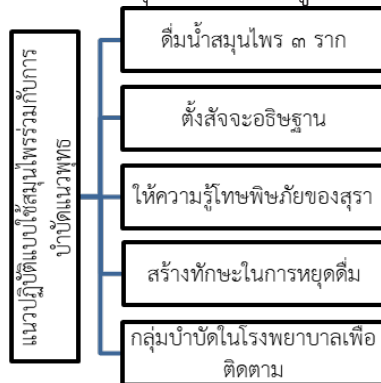 แนวปฏิบัติแบบใช้สมุนไพรร่วมกับการ
บำบัดแนวพุทธ
ดื่มน้ำสมุนไพร ๓ ราก
ตั้งสัจจะอธิษฐาน
ให้ความรู้โทษพิษภัยของสุรา
สร้างทักษะในการหยุดดื่ม
กลุ่มบำบัดในโรงพยาบาลเพื่อ
ติดตาม